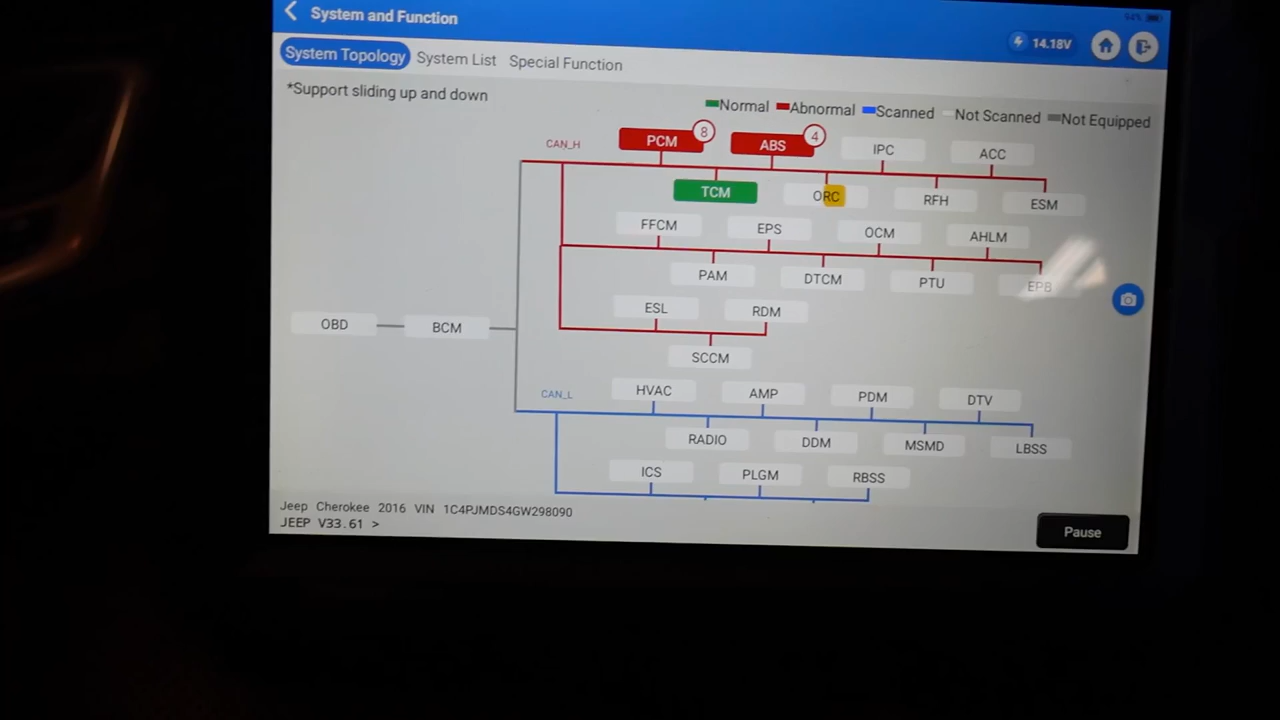 System and Function
94%
14.18V
System Topology System List Special Function
*Support sliding up and down
Normal Abnormal Scanned Not Scanned Not Equipped
CAN_H PCM 8 ABS 4 IPC ACC
TCM ORC RFH ESM
FFCM EPS OCM AHLM
PAM DTCM PTU EPB
ESL RDM
OBD BCM
SCCM
CAN_L HVAC AMP PDM DTV
RADIO DDM MSMD LBSS
ICS PLGM RBSS
Jeep Cherokee 2016 VIN 1C4PJMDS4GW298090
JEEP V33.61 >
Pause